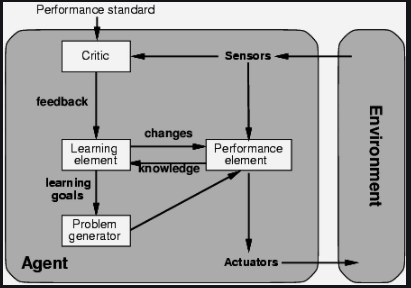 Performance standard
Critic
Sensors
feedback
changes
Learning
element
Performance
element
knowledge
learning
goals
Problem
generator
Agent
Actuators
Environment